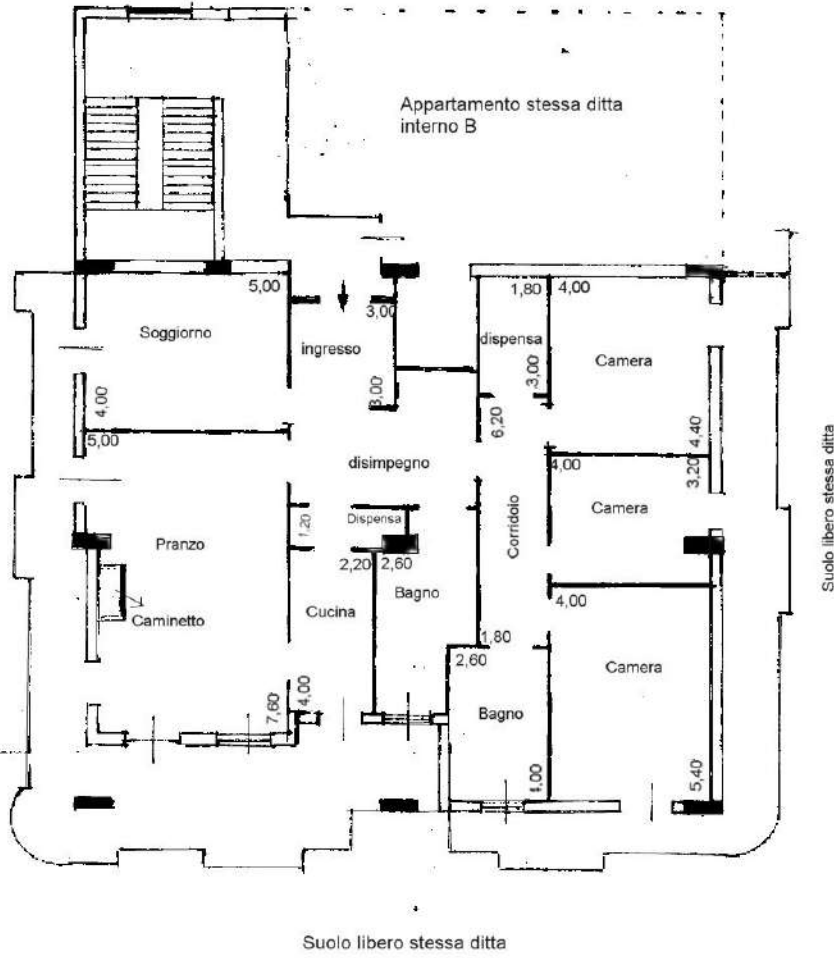 Appartamento stessa ditta
interno B
5,00
3,00
1,80
4,00
Soggiorno
ingresso
dispensa
Camera
4,00
3,00
3,00
6,20
4,40
5,00
disimpegno
4,00
3,20
Suolo libero stessa ditta
Pranzo
1,20
Dispensa
Corridoio
Camera
2,20
2,60
Bagno
4,00
Caminetto
Cucina
1,80
2,60
Camera
7,60
4,00
Bagno
4,00
5,40
Suolo libero stessa ditta